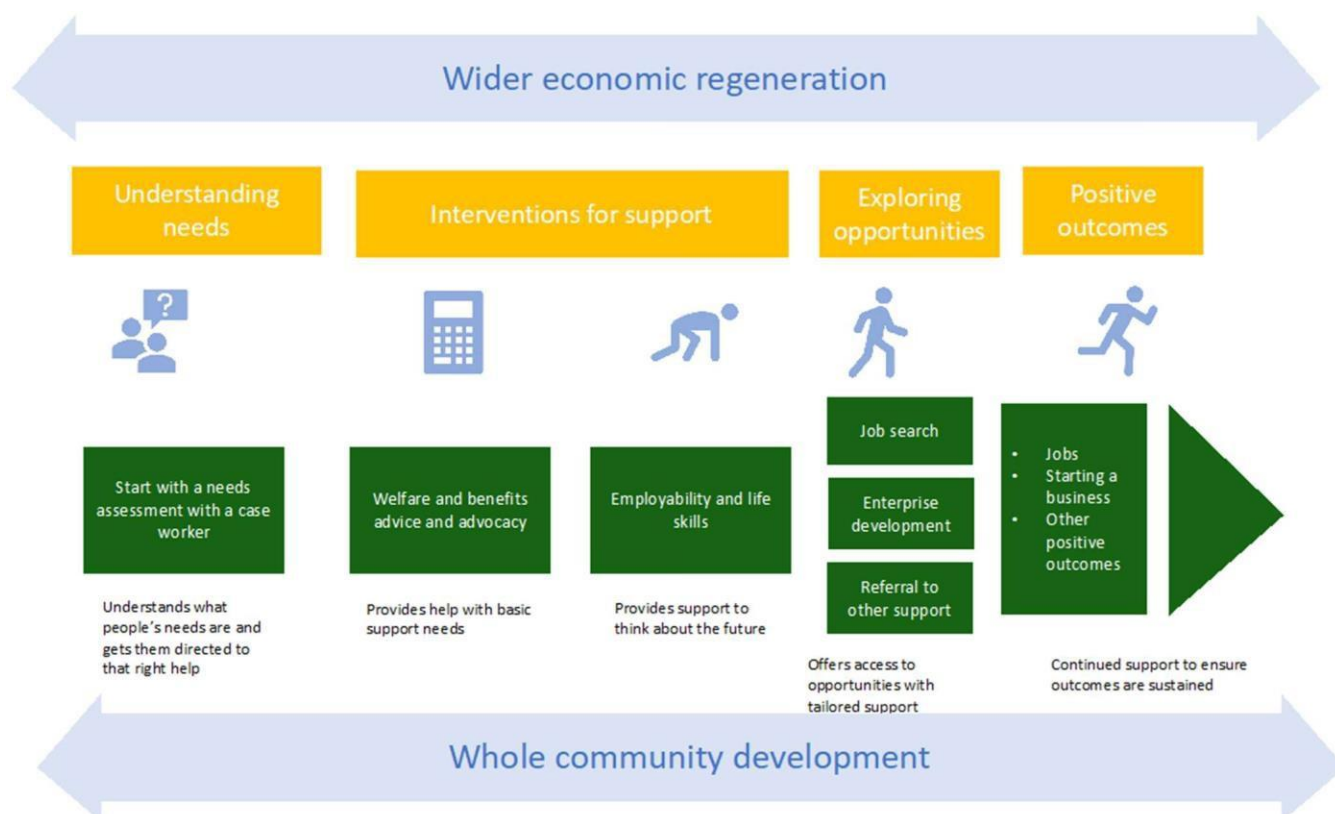 Wider economic regeneration
Understanding
needs
Interventions for support
Exploring
opportunities
Positive
outcomes
?
Start with a needs
assessment with a case
worker
Welfare and benefits
advice and advocacy
Employability and life
skills
Job search
Enterprise
development
Referral to
other support
• Jobs
• Starting a
business
• Other
positive
outcomes
Understands what
people's needs are and
gets them directed to
that right help
Provides help with basic
support needs
Provides support to
think about the future
Offers access to
opportunities with
tailored support
Continued support to ensure
outcomes are sustained
Whole community development